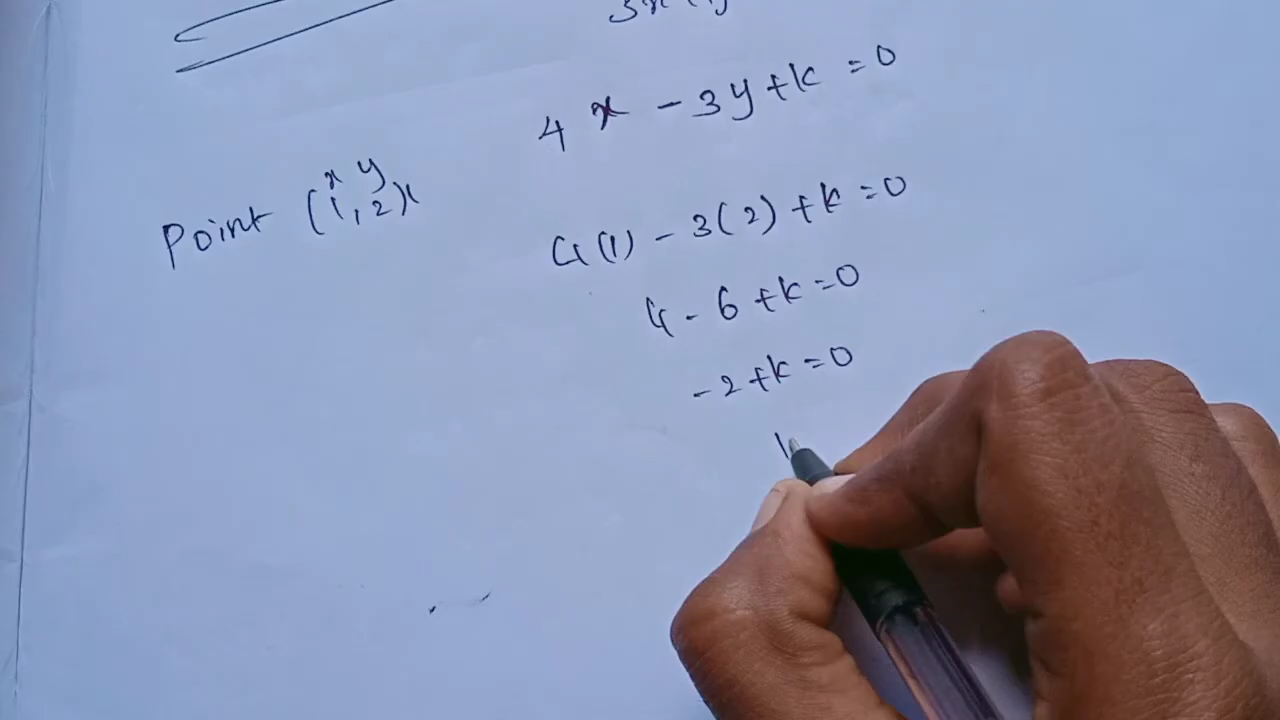 4x - 3y + k = 0
x y
Point (1, 2)
4(1) - 3(2) + k = 0
4 - 6 + k = 0
-2 + k = 0